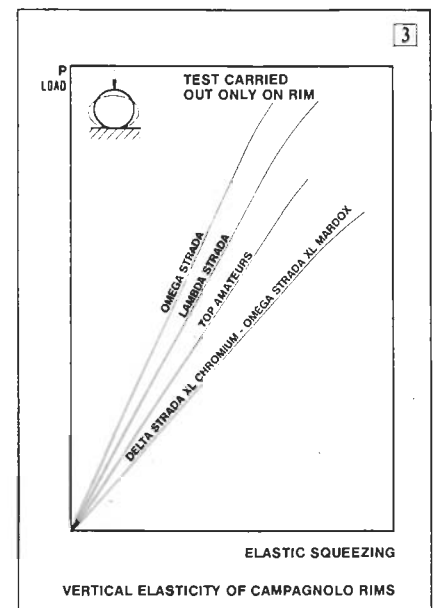 3
P
LOAD
TEST CARRIED
OUT ONLY ON RIM
OMEGA STRADA
LAMBDA STRADA
TOP AMATEURS
DELTA STRADA XL CHROMIUM - OMEGA STRADA XL MARDOX
ELASTIC SQUEEZING
VERTICAL ELASTICITY OF CAMPAGNOLO RIMS